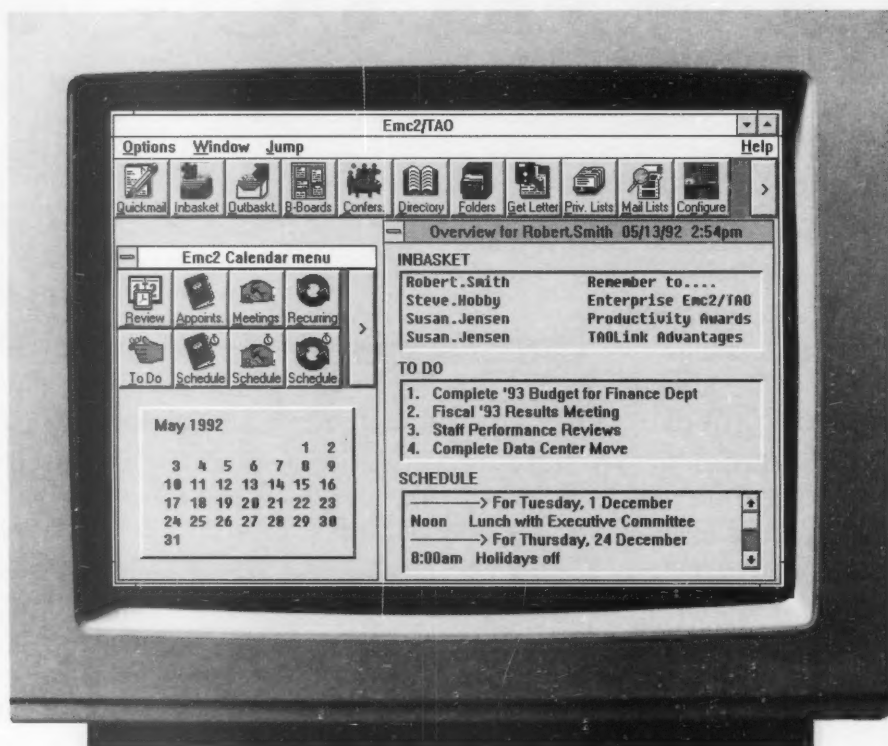 Emc2/TAO
Options Window Jump Help
Quickmail Inbasket Outbaskt. B-Boards Confers. Directory Folders Get Letter Priv. Lists Mail Lists Configure >
Overview for Robert.Smith 05/13/92 2:54pm
Emc2 Calendar menu
Review Appoints. Meetings Recurring >
To Do Schedule Schedule Schedule
May 1992
1 2
3 4 5 6 7 8 9
10 11 12 13 14 15 16
17 18 19 20 21 22 23
24 25 26 27 28 29 30
31
INBASKET
Robert.Smith Remember to....
Steve.Hobby Enterprise Emc2/TAO
Susan.Jensen Productivity Awards
Susan.Jensen TAOLink Advantages
TO DO
1. Complete '93 Budget for Finance Dept
2. Fiscal '93 Results Meeting
3. Staff Performance Reviews
4. Complete Data Center Move
SCHEDULE
————> For Tuesday, 1 December
Noon Lunch with Executive Committee
————> For Thursday, 24 December
8:00am Holidays off